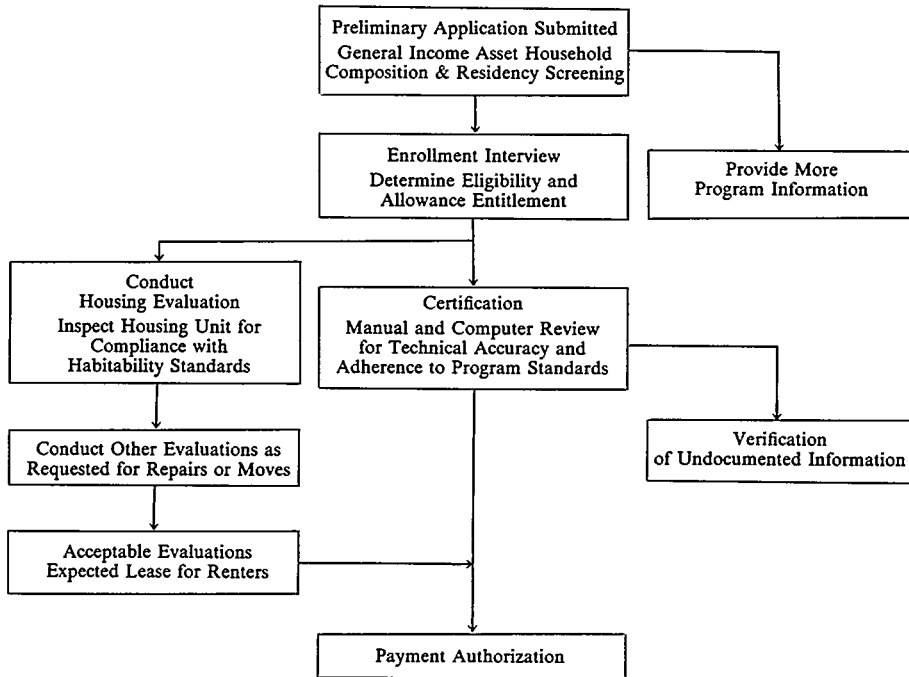 Preliminary Application Submitted
General Income Asset Household
Composition & Residency Screening
Enrollment Interview
Determine Eligibility and
Allowance Entitlement
Provide More
Program Information
Conduct
Housing Evaluation
Inspect Housing Unit for
Compliance with
Habitability Standards
Certification
Manual and Computer Review
for Technical Accuracy and
Adherence to Program Standards
Conduct Other Evaluations as
Requested for Repairs or Moves
Verification
of Undocumented Information
Acceptable Evaluations
Expected Lease for Renters
Payment Authorization